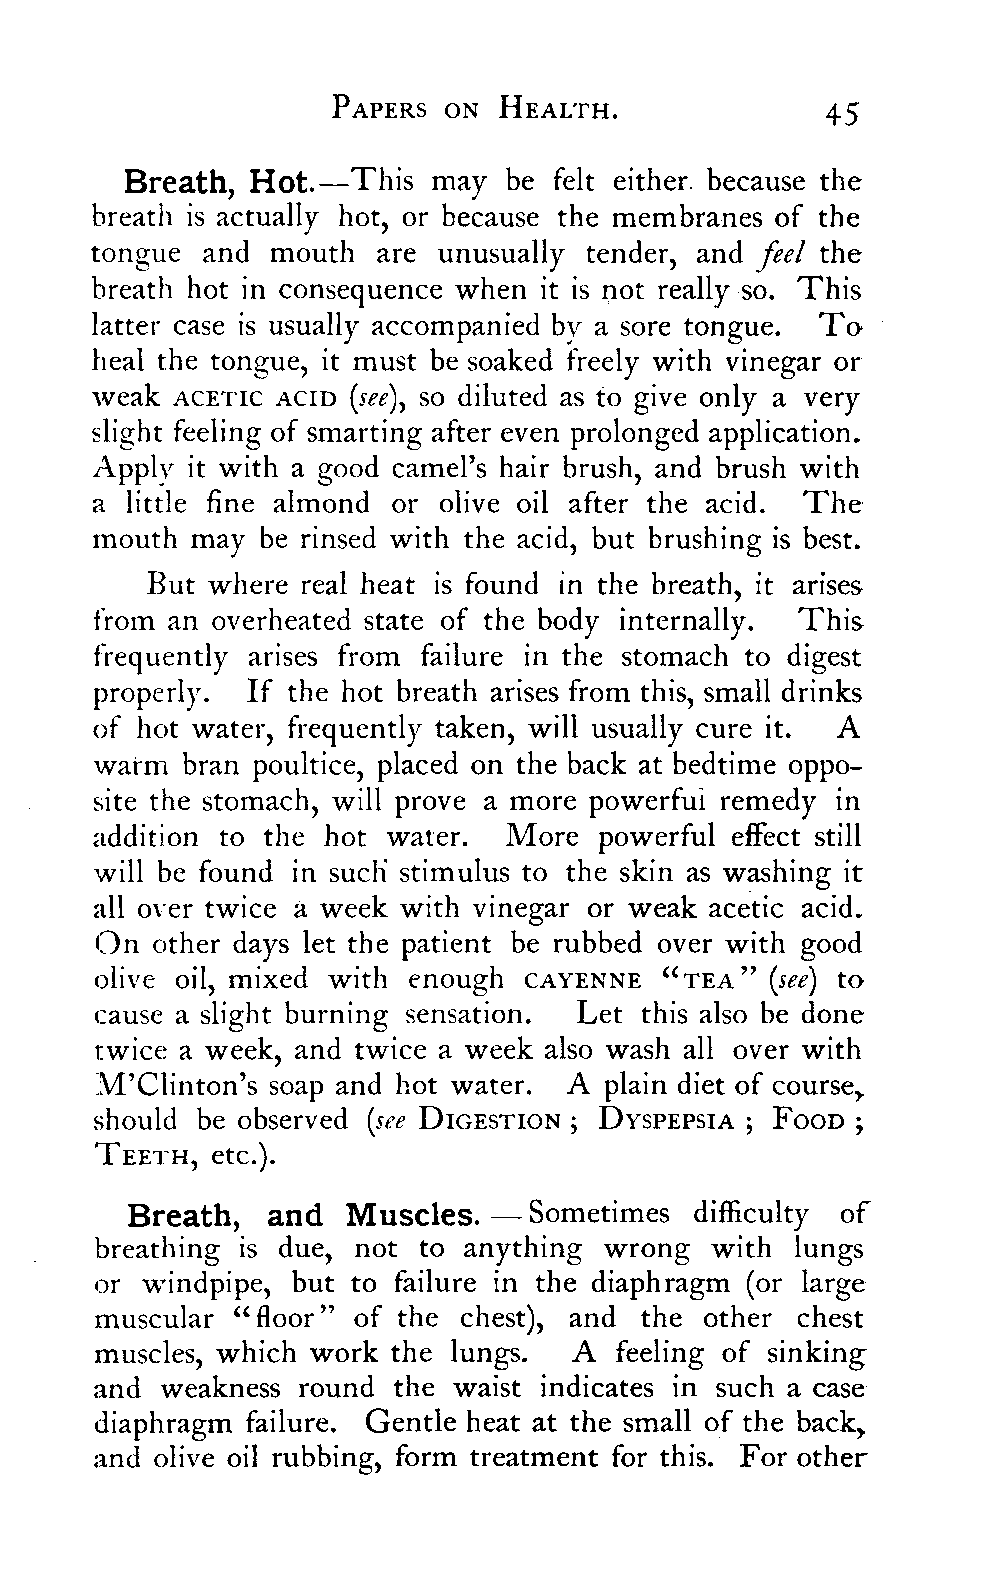 Papers on Health. 45
Breath, Hot.—This may be felt either. because the
breath is actually hot, or because the membranes of the
tongue and mouth are unusually tender, and feel the
breath hot in consequence when it is not really so. This
latter case is usually accompanied by a sore tongue. To
heal the tongue, it must be soaked freely with vinegar or
weak ACETIC ACID (see), so diluted as to give only a very
slight feeling of smarting after even prolonged application.
Apply it with a good camel's hair brush, and brush with
a little fine almond or olive oil after the acid. The
mouth may be rinsed with the acid, but brushing is best.
But where real heat is found in the breath, it arises
from an overheated state of the body internally. This
frequently arises from failure in the stomach to digest
properly. If the hot breath arises from this, small drinks
of hot water, frequently taken, will usually cure it. A
warm bran poultice, placed on the back at bedtime oppo-
site the stomach, will prove a more powerful remedy in
addition to the hot water. More powerful effect still
will be found in such stimulus to the skin as washing it
all over twice a week with vinegar or weak acetic acid.
On other days let the patient be rubbed over with good
olive oil, mixed with enough CAYENNE "TEA" (see) to
cause a slight burning sensation. Let this also be done
twice a week, and twice a week also wash all over with
M'Clinton's soap and hot water. A plain diet of course,
should be observed (see Digestion; Dyspepsia; Food;
Teeth, etc.).
Breath, and Muscles. — Sometimes difficulty of
breathing is due, not to anything wrong with lungs
or windpipe, but to failure in the diaphragm (or large
muscular "floor" of the chest), and the other chest
muscles, which work the lungs. A feeling of sinking
and weakness round the waist indicates in such a case
diaphragm failure. Gentle heat at the small of the back,
and olive oil rubbing, form treatment for this. For other